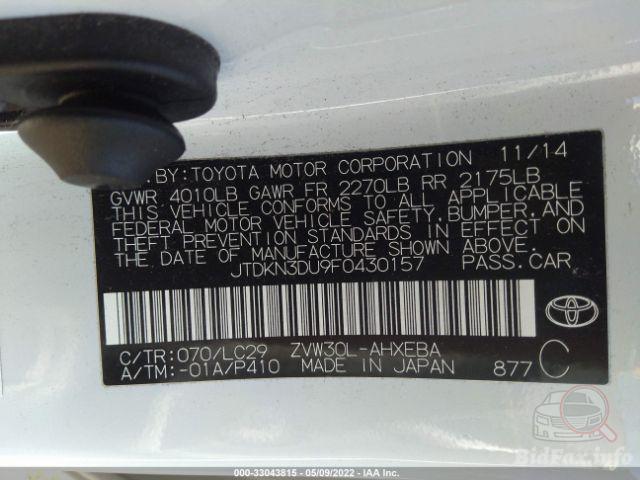 . BY: TOYOTA MOTOR CORPORATION 11/14
GVWR 4010LB GAWR FR 2270LB RR 2175LB
THIS VEHICLE CONFORMS TO ALL APPLICABLE
FEDERAL MOTOR VEHICLE SAFETY, BUMPER, AND
THEFT PREVENTION STANDARDS IN EFFECT ON THE
DATE OF MANUFACTURE SHOWN ABOVE.
JTDKN3DU9F0430157 PASS. CAR
C/TR: 070/LC29 ZVW30L-AHXEBA
A/TM: -01A/P410 MADE IN JAPAN 877 C
TOYOTA
BidFax.info
000 - 33043815 - 05/09/2022 - IAA Inc.